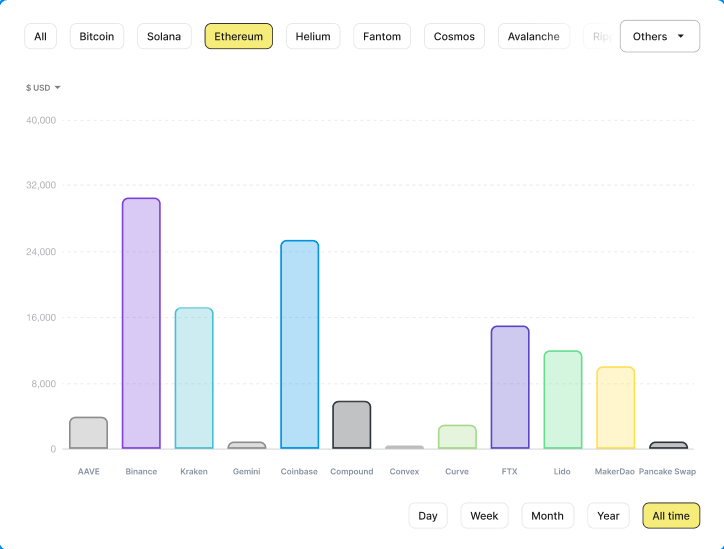 All Bitcoin Solana Ethereum Helium Fantom Cosmos Avalanche Others
$ USD
40,000
32,000
24,000
16,000
8,000
0
AAVE Binance Kraken Gemini Coinbase Compound Convex Curve FTX Lido MakerDao Pancake Swap
Day Week Month Year All time